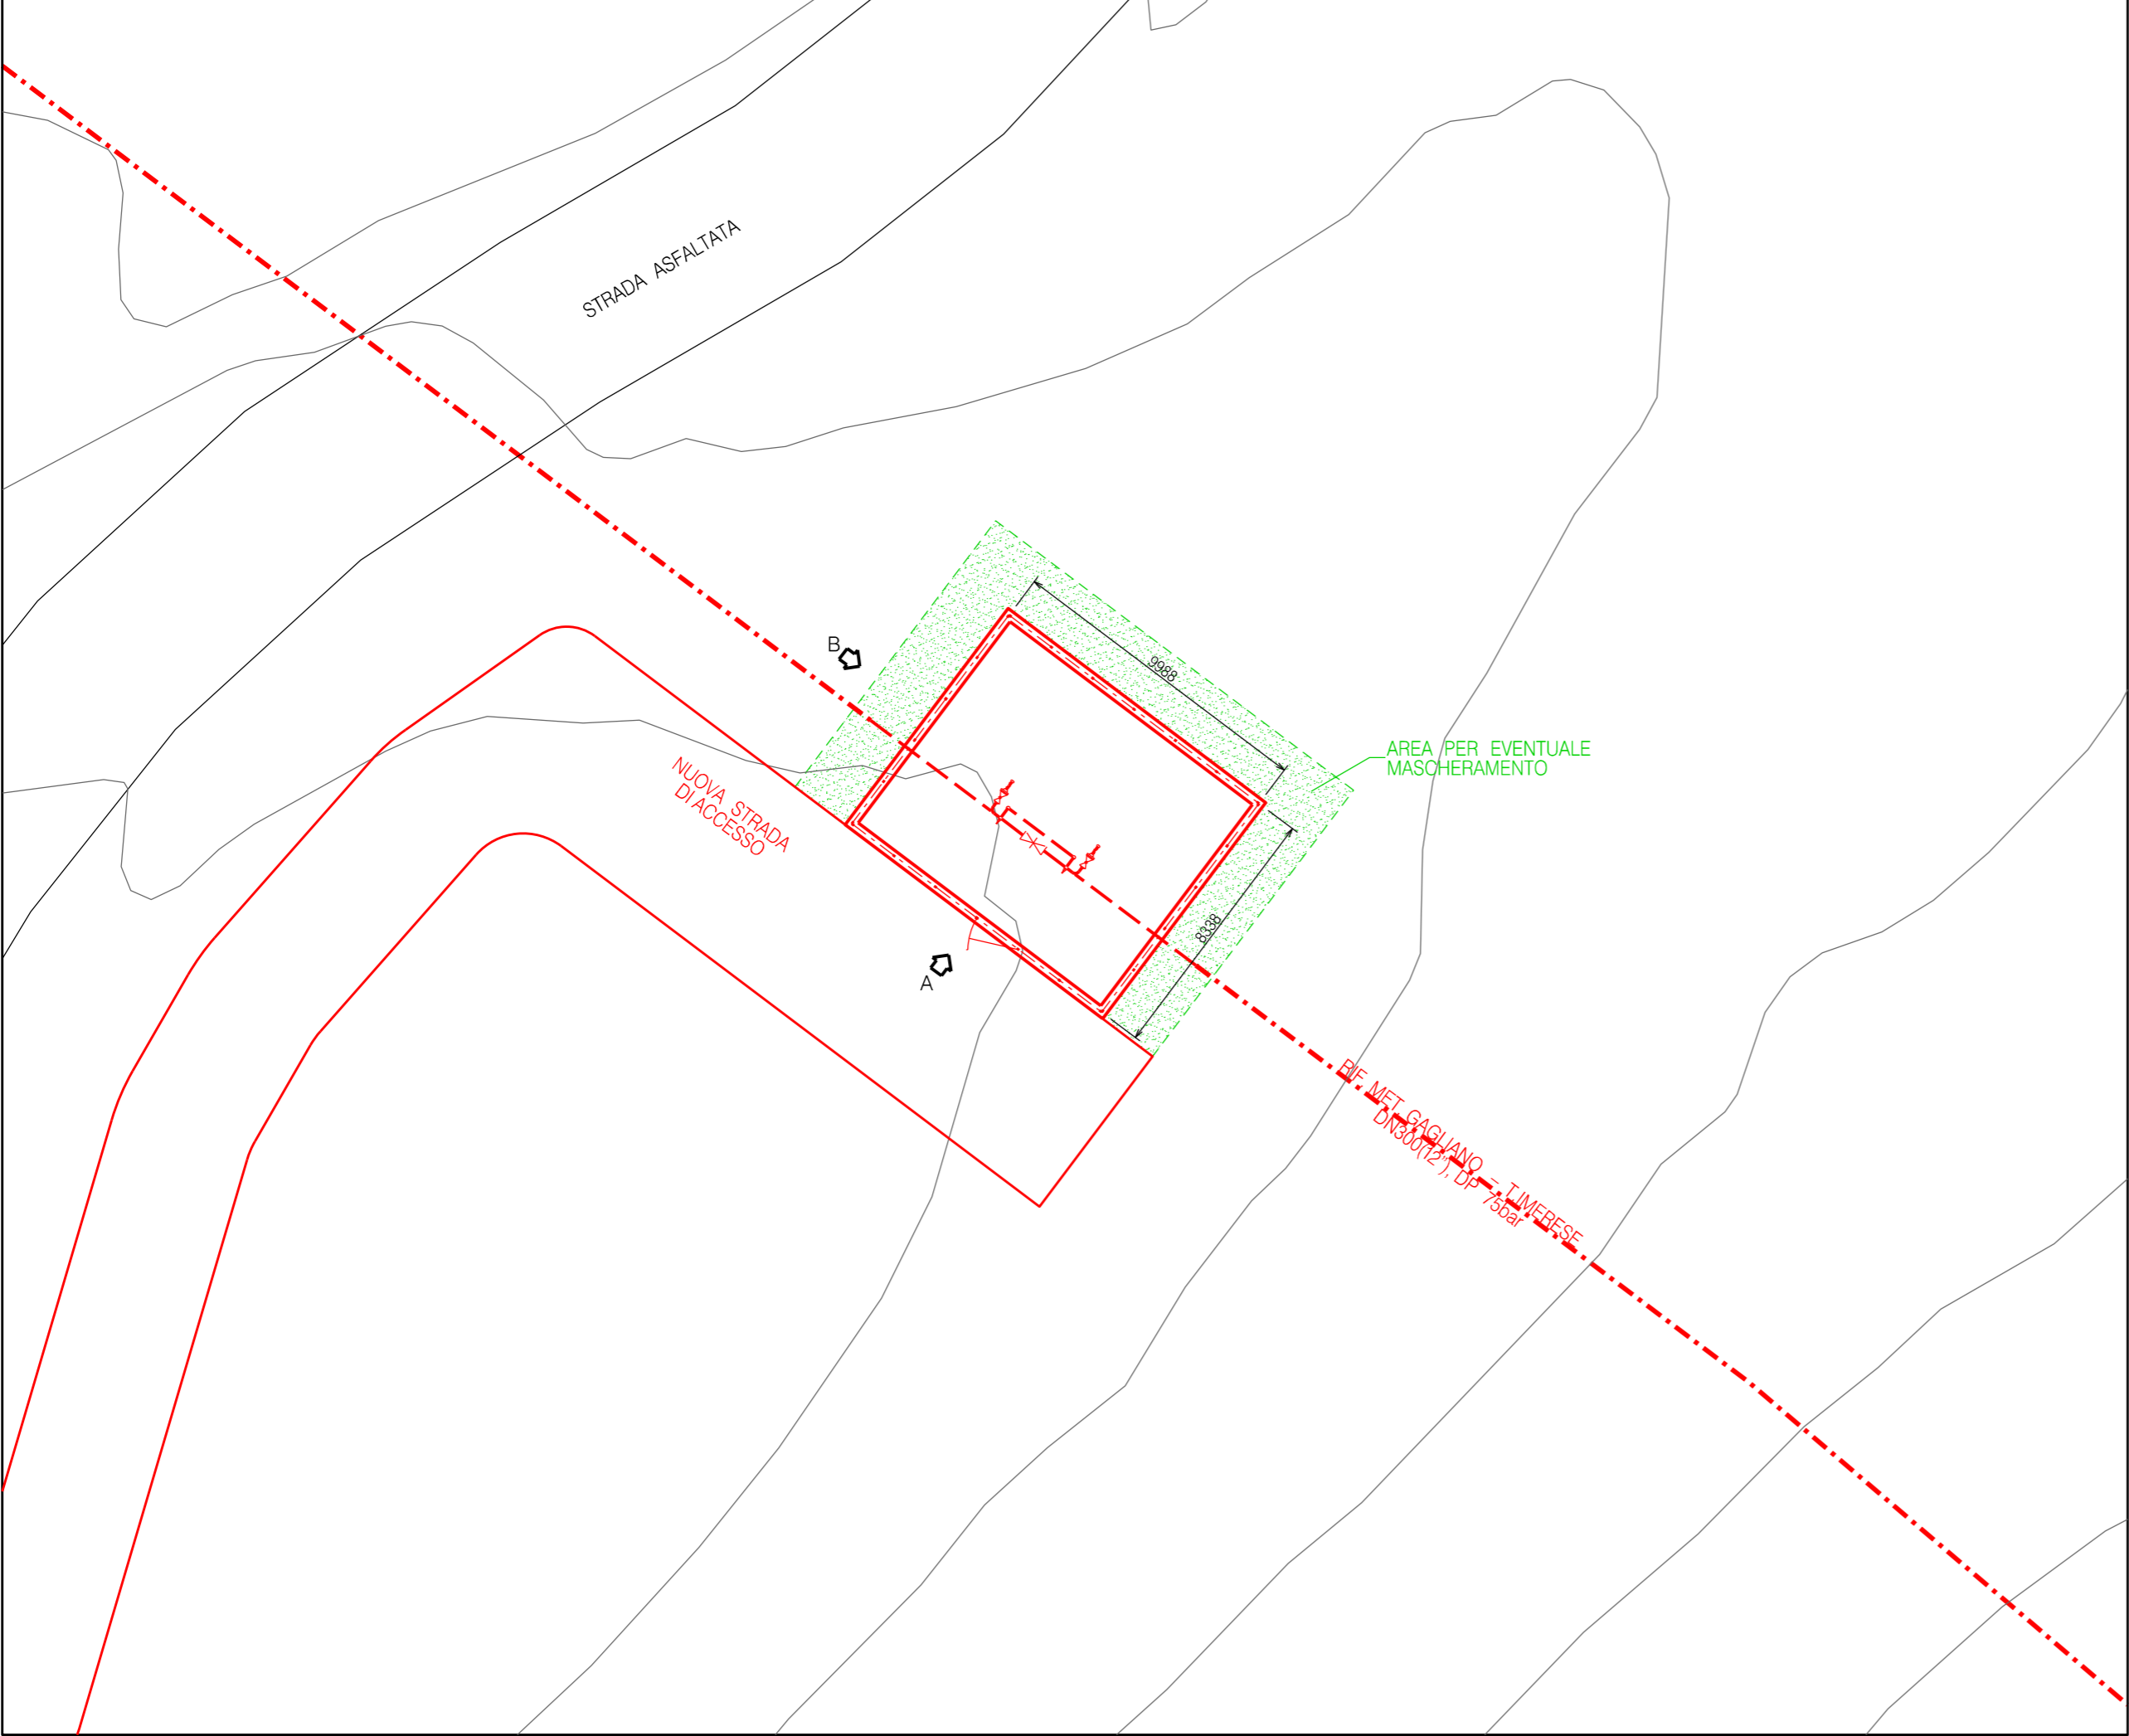 STRADA ASFALTATA
B
9988
AREA PER EVENTUALE
MASCHERAMENTO
NUOVA STRADA
DI ACCESSO
8338
A
RIF. MET. GAGLIANO - T.IMERESE
DN300(12"), DP 75bar